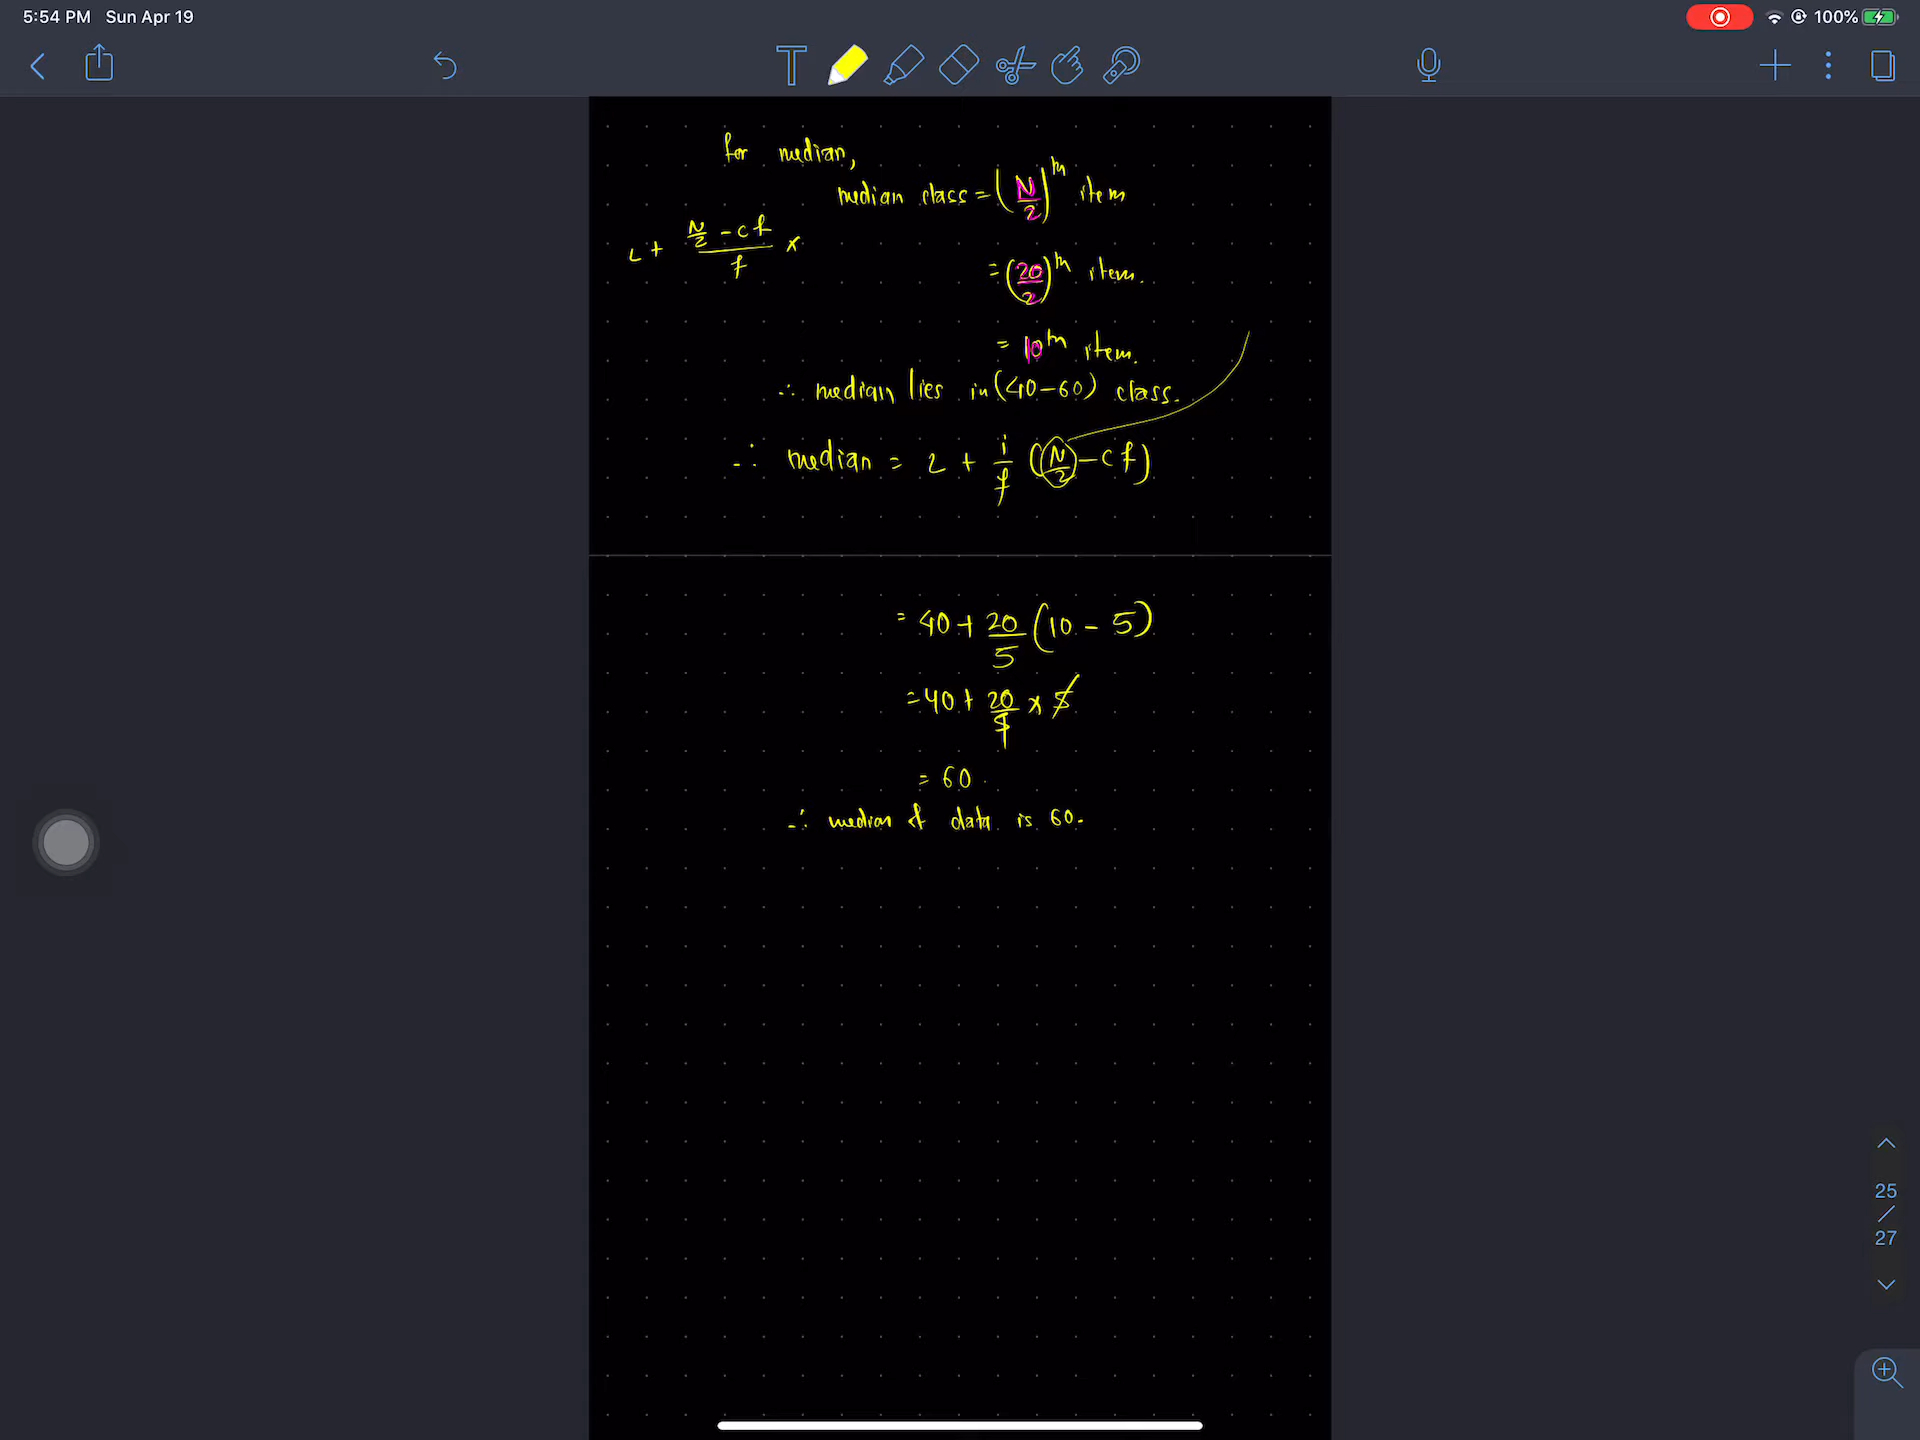 5:54 PM Sun Apr 19
100%
for median,
median class = (N/2)th item
L + (N/2 - cf)/f ×
= (20/2)th item.
= 10th item.
∴ median lies in (40-60) class.
∴ median = L + i/f (N/2 - cf)
= 40 + 20/5 (10 - 5)
= 40 + 20/5 × 5
= 60.
∴ median of data is 60.
25
/
27